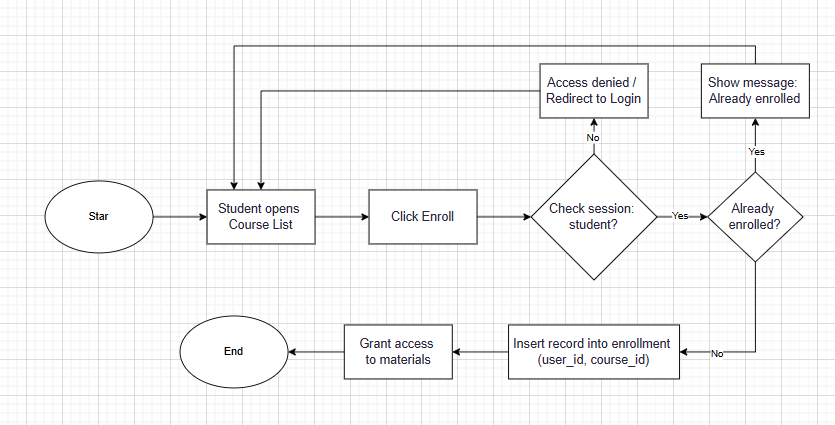 Access denied /
Redirect to Login
Show message:
Already enrolled
No
Yes
Star
Student opens
Course List
Click Enroll
Check session:
student?
Yes
Already
enrolled?
End
Grant access
to materials
Insert record into enrollment
(user_id, course_id)
No